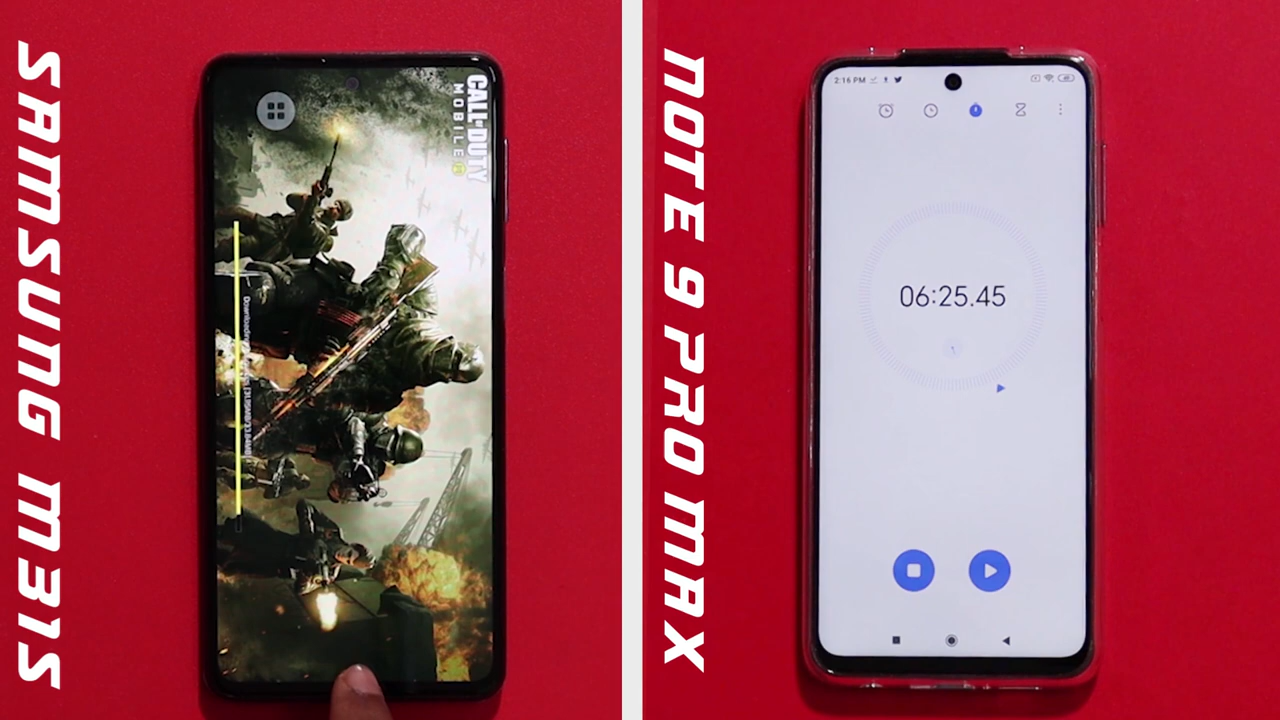 SAMSUNG M31S
CALL OF DUTY
MOBILE
NOTE 9 PRO MAX
2:16 PM
06:25.45